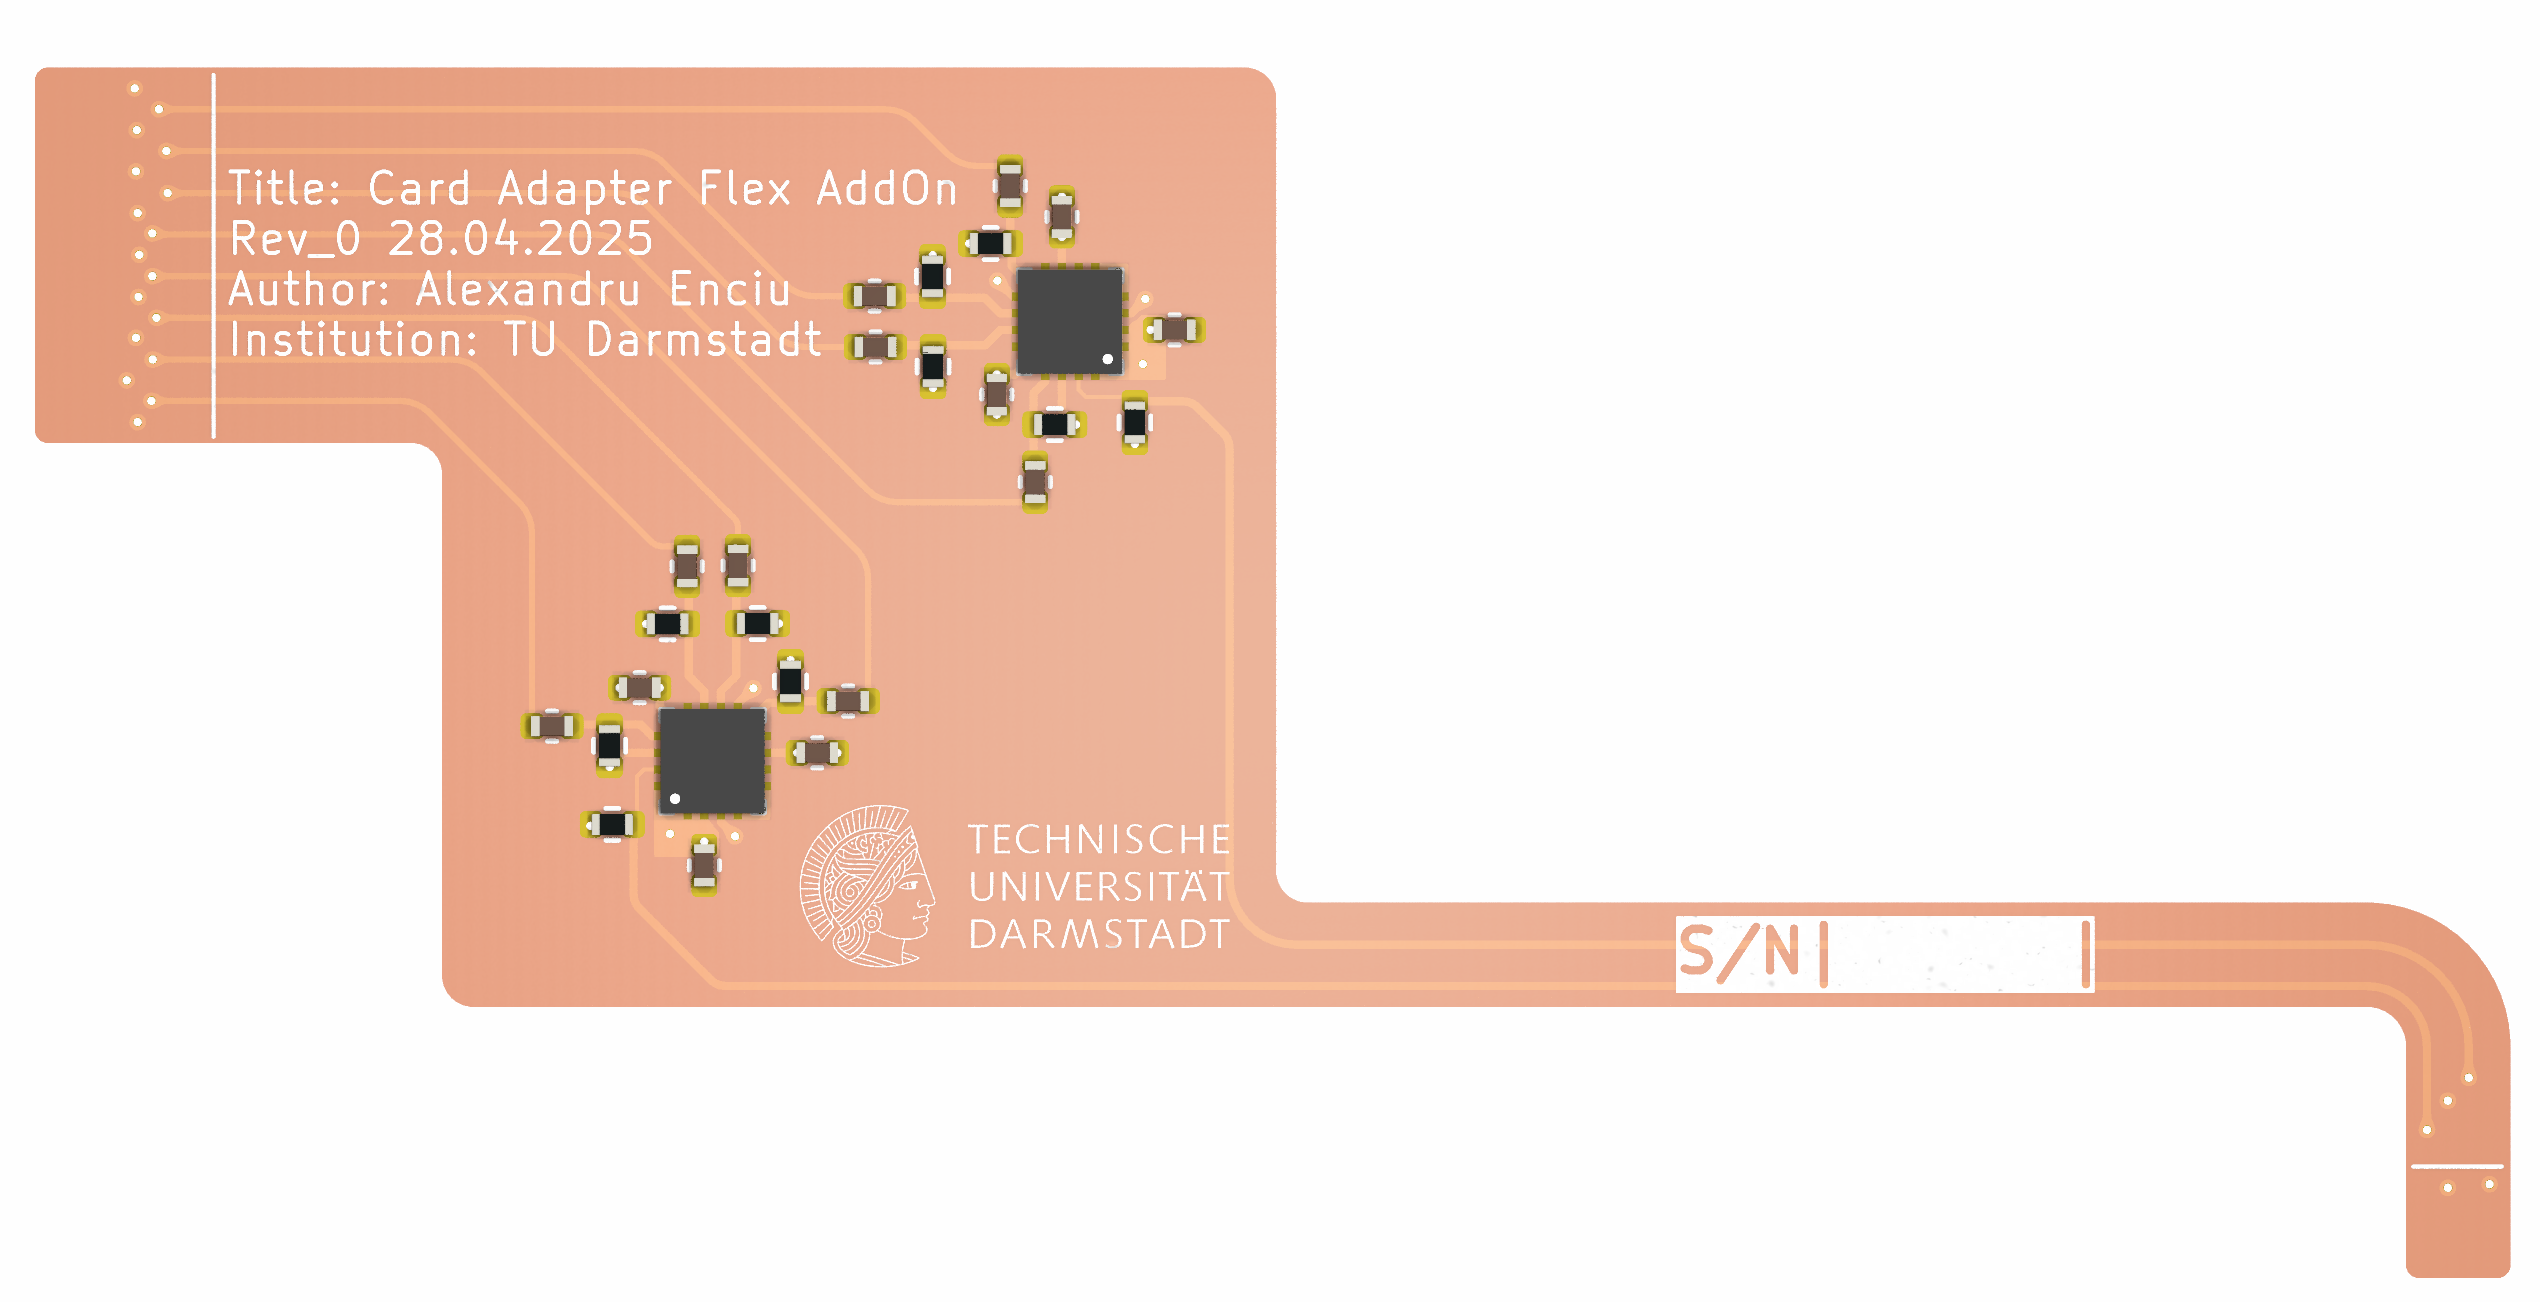 Title: Card Adapter Flex AddOn
Rev_0 28.04.2025
Author: Alexandru Enciu
Institution: TU Darmstadt
TECHNISCHE
UNIVERSITÄT
DARMSTADT
S/N